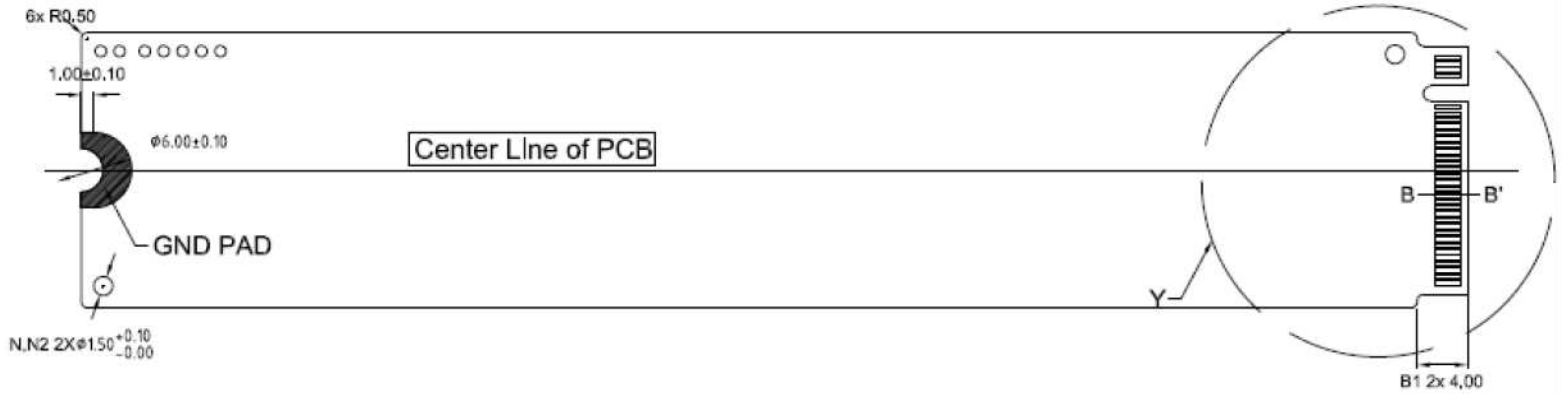 6x R0.50
1.00±0.10
ϕ6.00±0.10
Center Line of PCB
B
B'
GND PAD
Y
N,N2 2Xϕ1.50 +0.10 -0.00
B1 2x 4,00